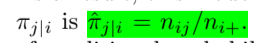 π_{j|i} is π̂_{j|i} = n_{ij}/n_{i+}.